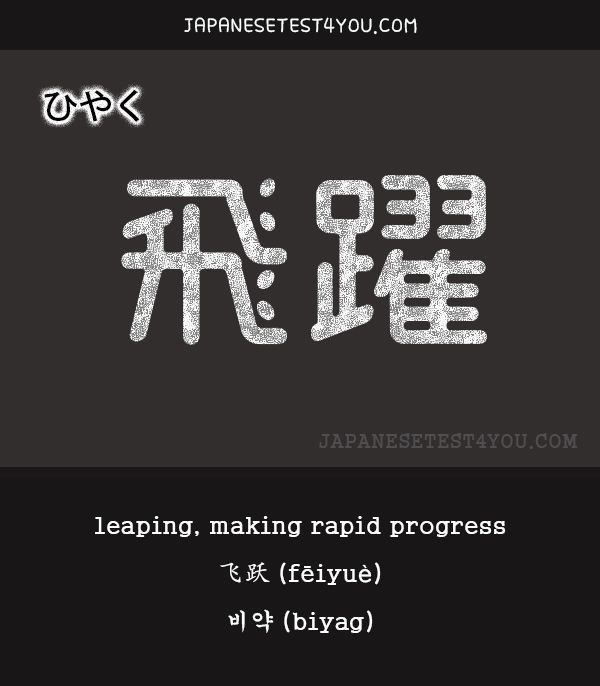 JAPANESETEST4YOU.COM
ひやく
飛躍
JAPANESETEST4YOU.COM
leaping, making rapid progress
飞跃 (fēiyuè)
비약 (biyag)